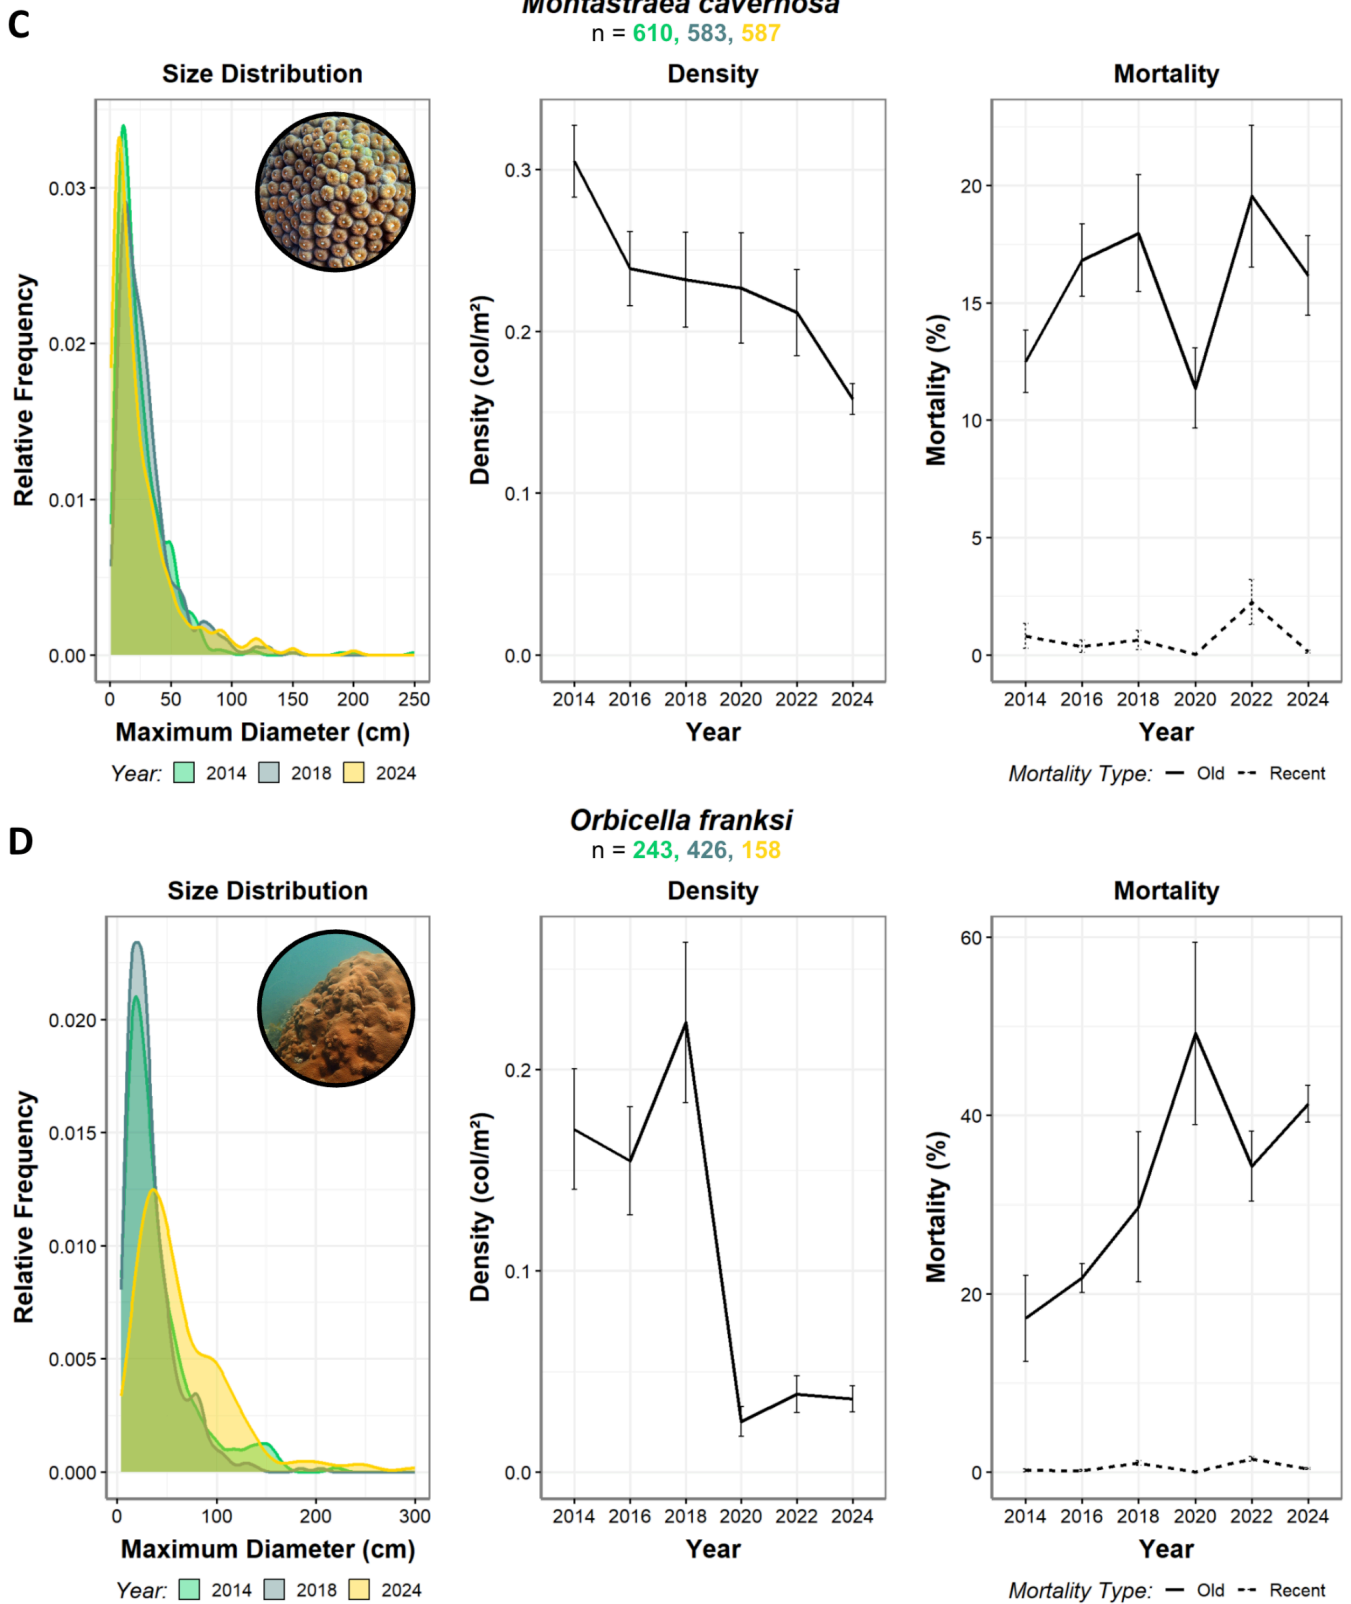 C
Montastraea cavernosa
n = 610, 583, 587
Size Distribution
Relative Frequency
0.03
0.02
0.01
0.00
0 50 100 150 200 250
Maximum Diameter (cm)
Year: 2014 2018 2024
Density
Density (col/m²)
0.3
0.2
0.1
0.0
2014 2016 2018 2020 2022 2024
Year
Mortality
Mortality (%)
20
15
10
5
0
2014 2016 2018 2020 2022 2024
Year
Mortality Type: Old Recent
D
Orbicella franksi
n = 243, 426, 158
Size Distribution
Relative Frequency
0.020
0.015
0.010
0.005
0.000
0 100 200 300
Maximum Diameter (cm)
Year: 2014 2018 2024
Density
Density (col/m²)
0.2
0.1
0.0
2014 2016 2018 2020 2022 2024
Year
Mortality
Mortality (%)
60
40
20
0
2014 2016 2018 2020 2022 2024
Year
Mortality Type: Old Recent